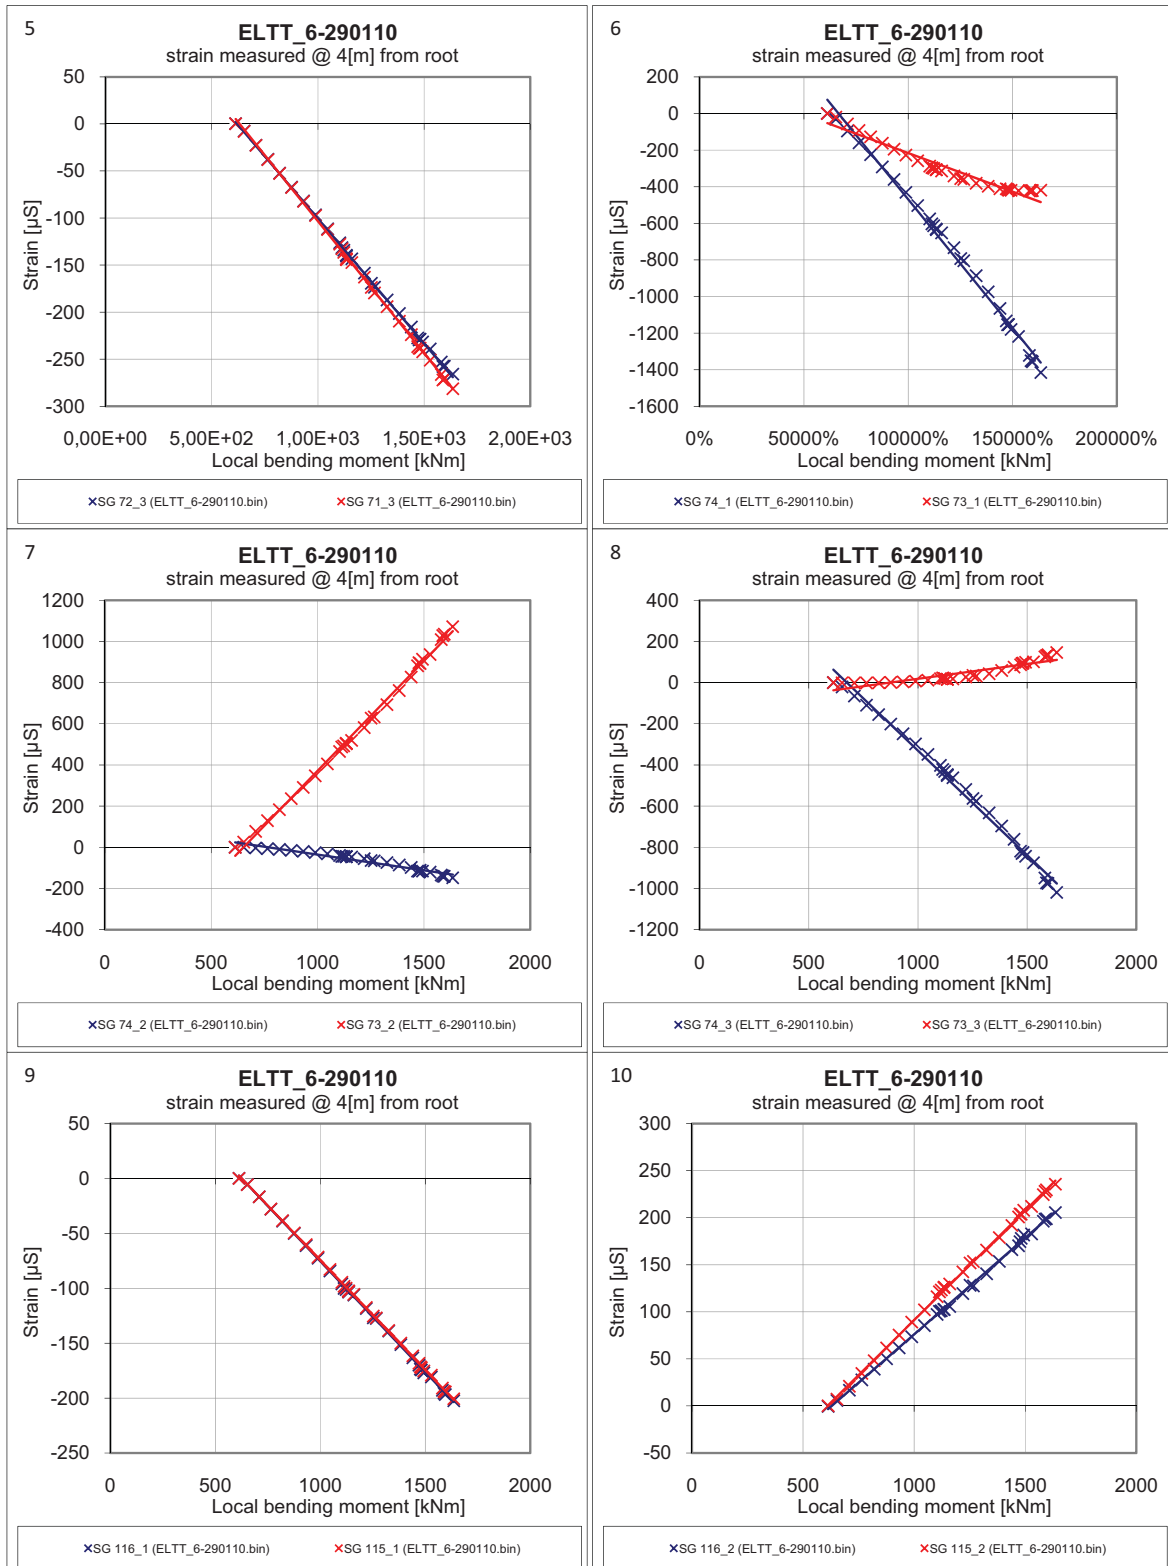 5
ELTT_6-290110
strain measured @ 4[m] from root
50
0
-50
-100
-150
-200
-250
-300
Strain [µS]
0,00E+00 5,00E+02 1,00E+03 1,50E+03 2,00E+03
Local bending moment [kNm]
SG 72_3 (ELTT_6-290110.bin) SG 71_3 (ELTT_6-290110.bin)
6
ELTT_6-290110
strain measured @ 4[m] from root
200
0
-200
-400
-600
-800
-1000
-1200
-1400
-1600
Strain [µS]
0% 50000% 100000% 150000% 200000%
Local bending moment [kNm]
SG 74_1 (ELTT_6-290110.bin) SG 73_1 (ELTT_6-290110.bin)
7
ELTT_6-290110
strain measured @ 4[m] from root
1200
1000
800
600
400
200
0
-200
-400
Strain [µS]
0 500 1000 1500 2000
Local bending moment [kNm]
SG 74_2 (ELTT_6-290110.bin) SG 73_2 (ELTT_6-290110.bin)
8
ELTT_6-290110
strain measured @ 4[m] from root
400
200
0
-200
-400
-600
-800
-1000
-1200
Strain [µS]
0 500 1000 1500 2000
Local bending moment [kNm]
SG 74_3 (ELTT_6-290110.bin) SG 73_3 (ELTT_6-290110.bin)
9
ELTT_6-290110
strain measured @ 4[m] from root
50
0
-50
-100
-150
-200
-250
Strain [µS]
0 500 1000 1500 2000
Local bending moment [kNm]
SG 116_1 (ELTT_6-290110.bin) SG 115_1 (ELTT_6-290110.bin)
10
ELTT_6-290110
strain measured @ 4[m] from root
300
250
200
150
100
50
0
-50
Strain [µS]
0 500 1000 1500 2000
Local bending moment [kNm]
SG 116_2 (ELTT_6-290110.bin) SG 115_2 (ELTT_6-290110.bin)